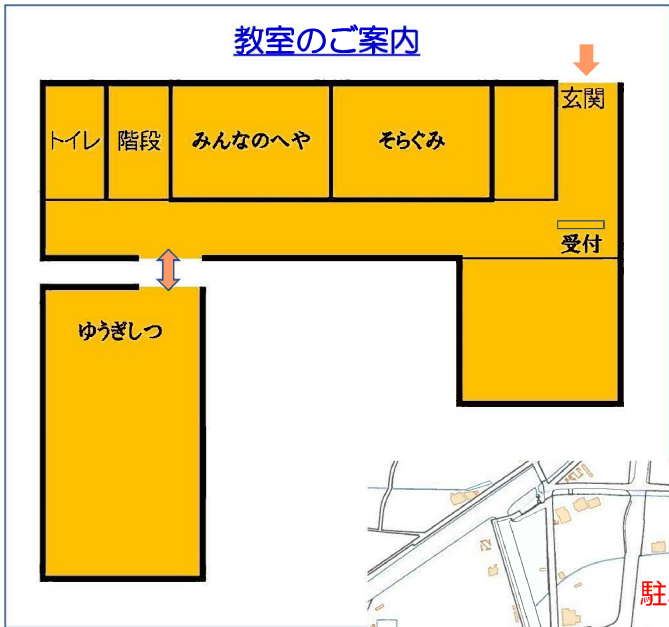 教室のご案内
玄関
トイレ
階段
みんなのへや
そらぐみ
受付
ゆうぎしつ
駐